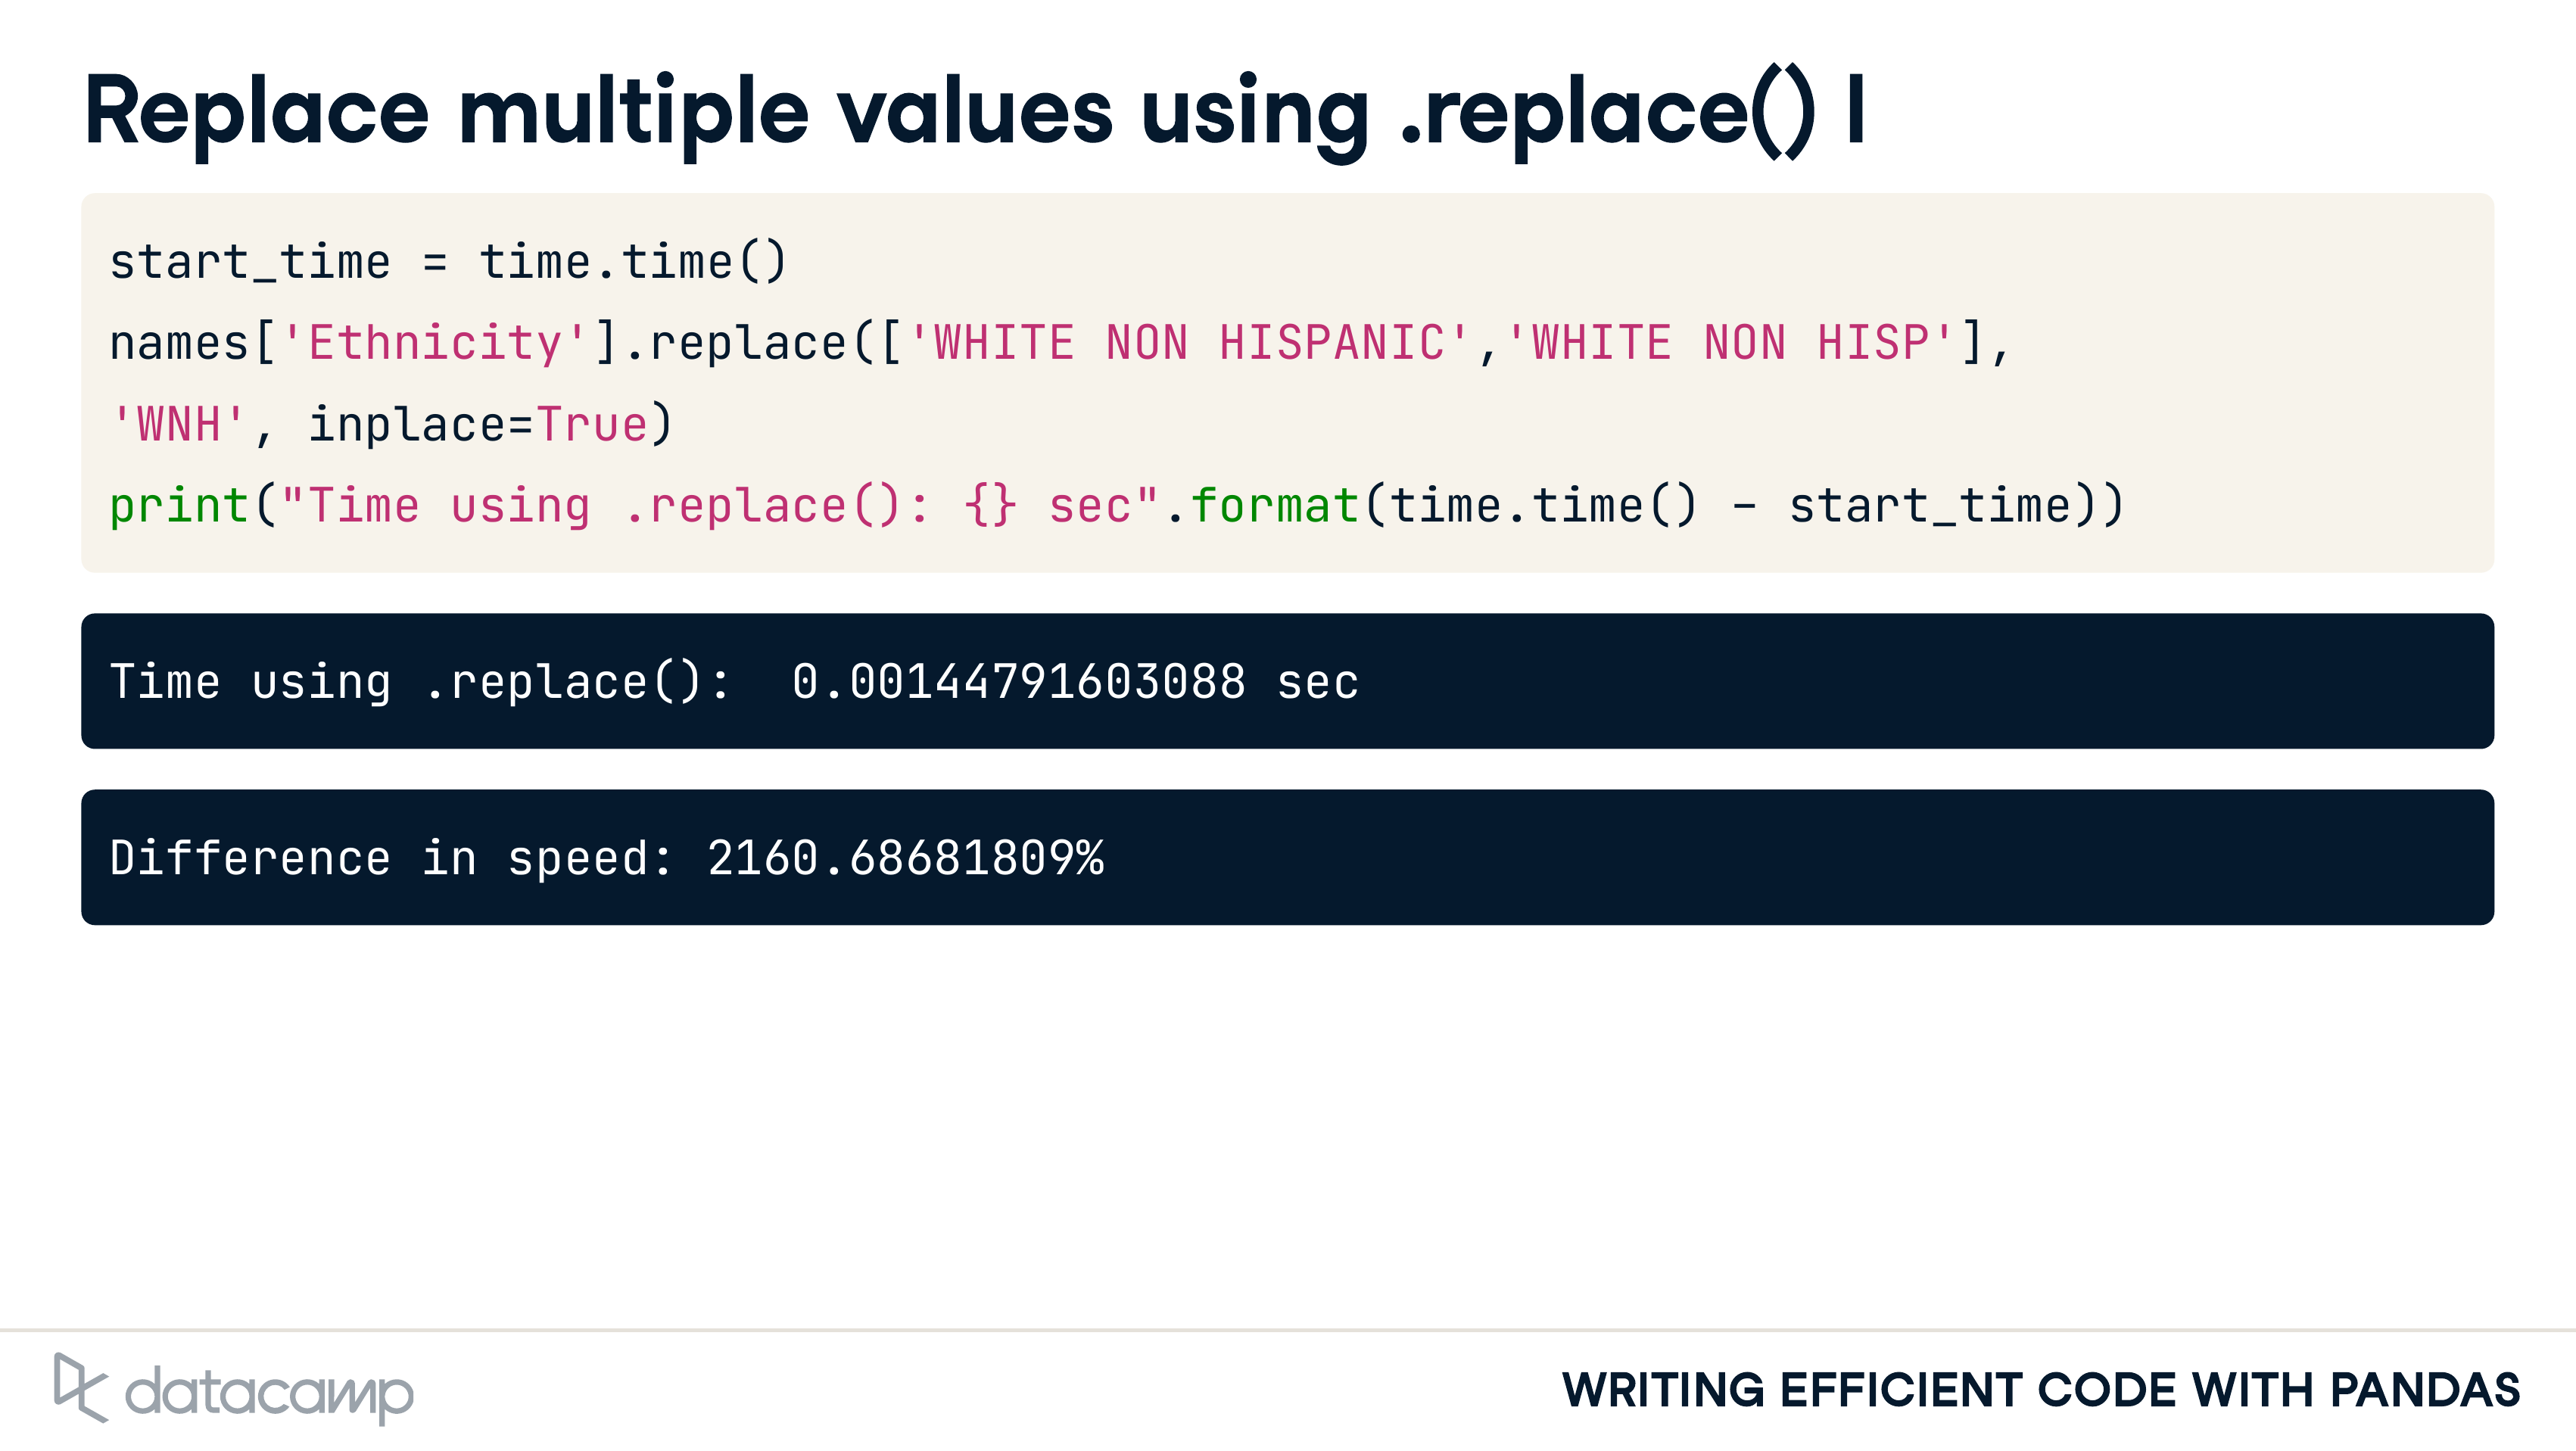 Replace multiple values using .replace() I
start_time = time.time()
names['Ethnicity'].replace(['WHITE NON HISPANIC','WHITE NON HISP'],
'WNH', inplace=True)
print("Time using .replace(): {} sec".format(time.time() - start_time))
Time using .replace():  0.00144791603088 sec
Difference in speed: 2160.68681809%
datacamp
WRITING EFFICIENT CODE WITH PANDAS